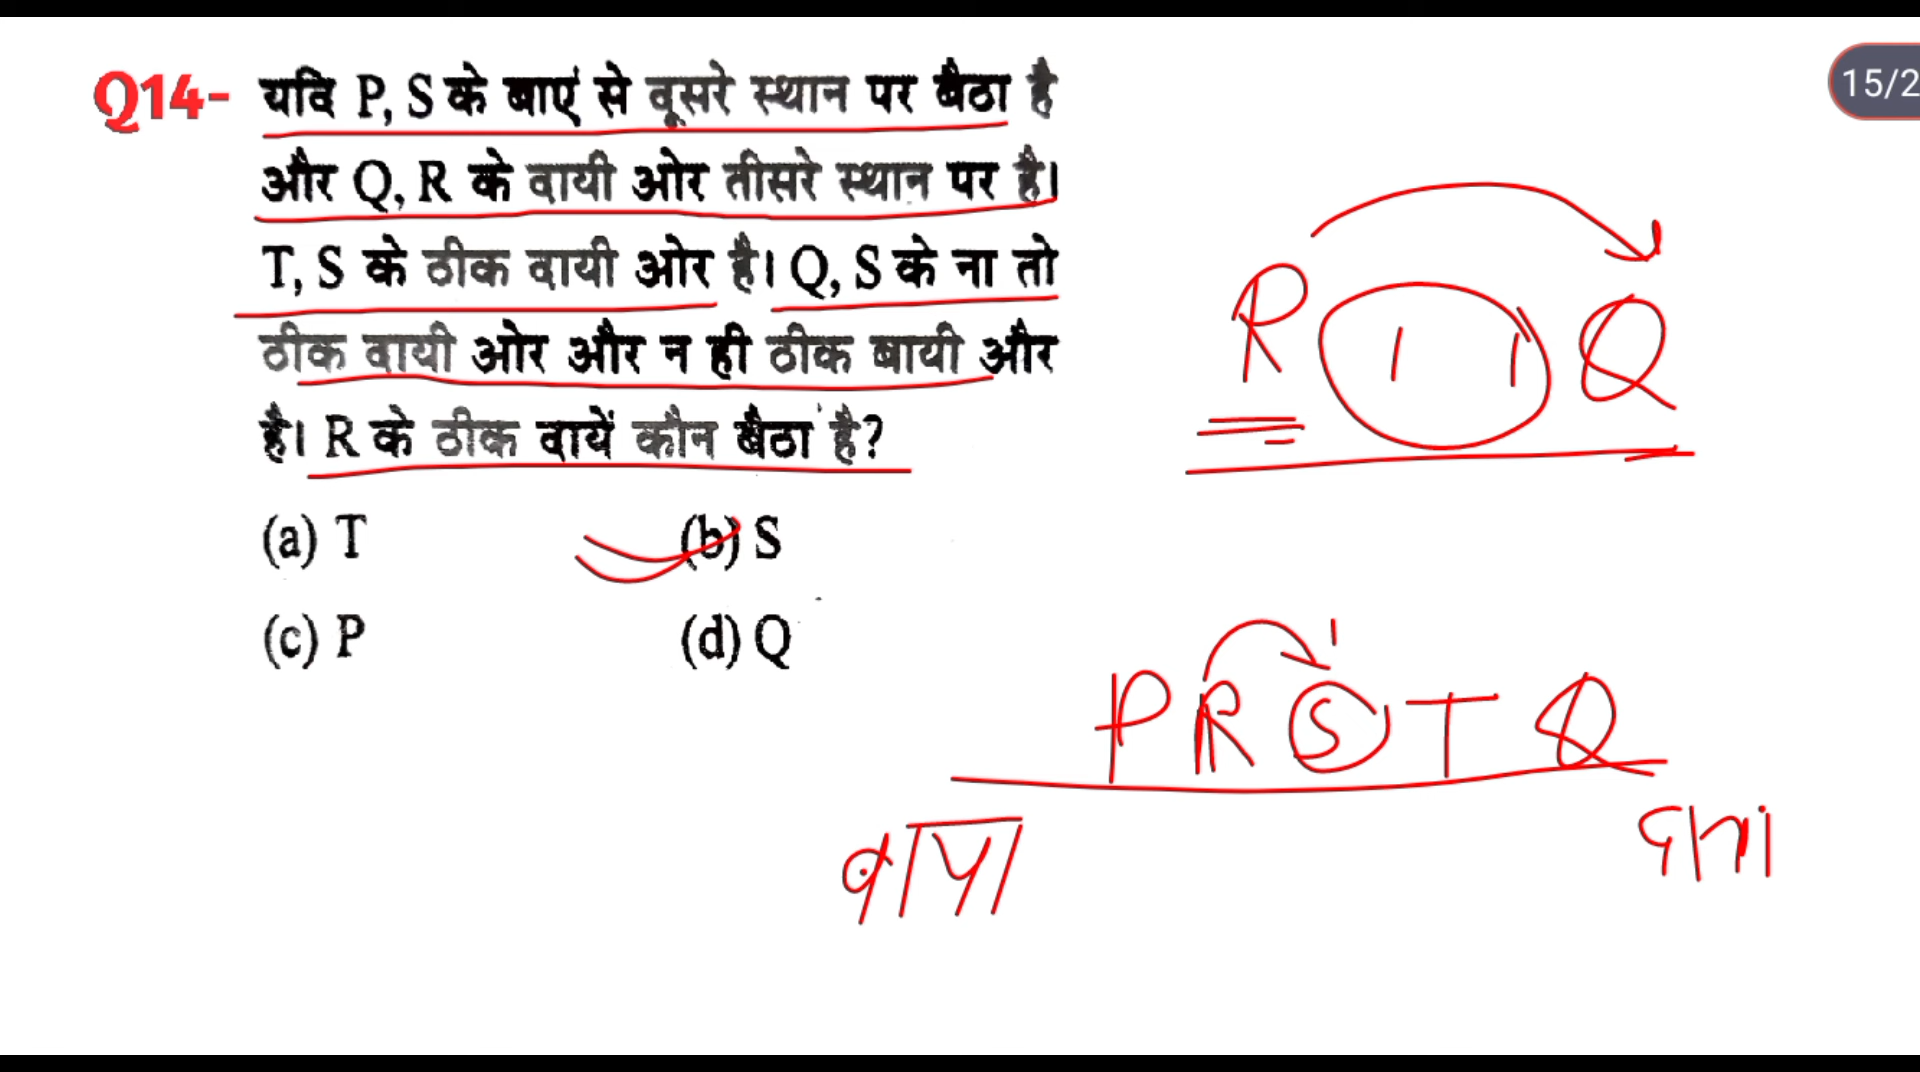 Q14- यदि P, S के बाएं से दूसरे स्थान पर बैठा है
और Q, R के दायी ओर तीसरे स्थान पर है।
T, S के ठीक दायी ओर है। Q, S के ना तो
ठीक दायी ओर और न ही ठीक बायी और
है। R के ठीक दायें कौन बैठा है?
(a) T (b) S
(c) P (d) Q
15/2
R Q
P R S T Q
बाया